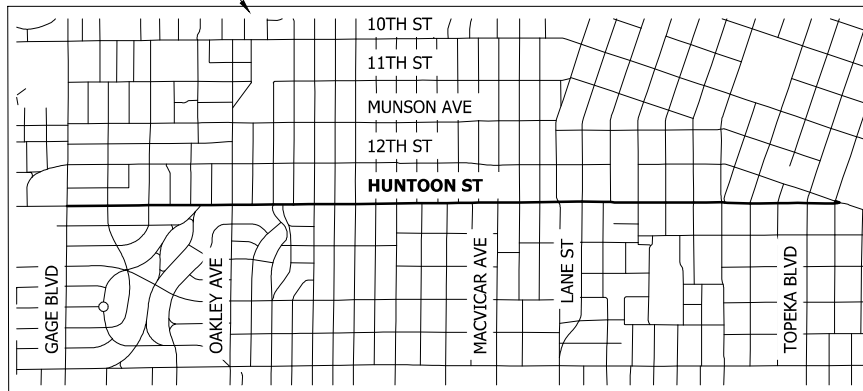 10TH ST
11TH ST
MUNSON AVE
12TH ST
HUNTOON ST
GAGE BLVD
OAKLEY AVE
MACVICAR AVE
LANE ST
TOPEKA BLVD